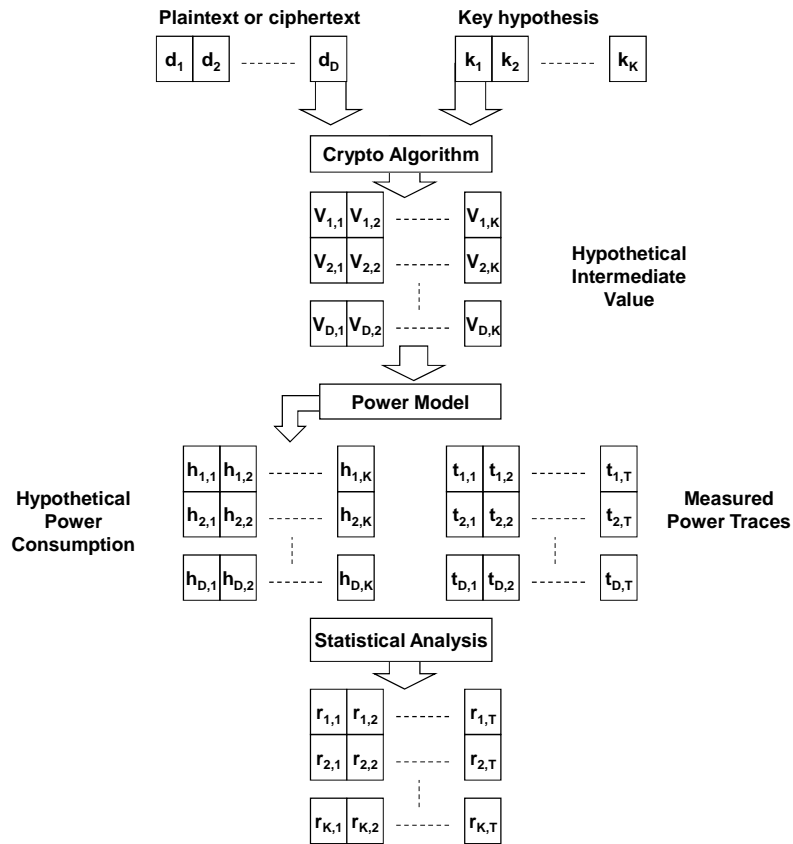 Plaintext or ciphertext
Key hypothesis
d1 d2 dD
k1 k2 kK
Crypto Algorithm
V1,1 V1,2 V1,K
V2,1 V2,2 V2,K
VD,1 VD,2 VD,K
Hypothetical
Intermediate
Value
Power Model
Hypothetical
Power
Consumption
h1,1 h1,2 h1,K
h2,1 h2,2 h2,K
hD,1 hD,2 hD,K
t1,1 t1,2 t1,T
t2,1 t2,2 t2,T
tD,1 tD,2 tD,T
Measured
Power Traces
Statistical Analysis
r1,1 r1,2 r1,T
r2,1 r2,2 r2,T
rK,1 rK,2 rK,T